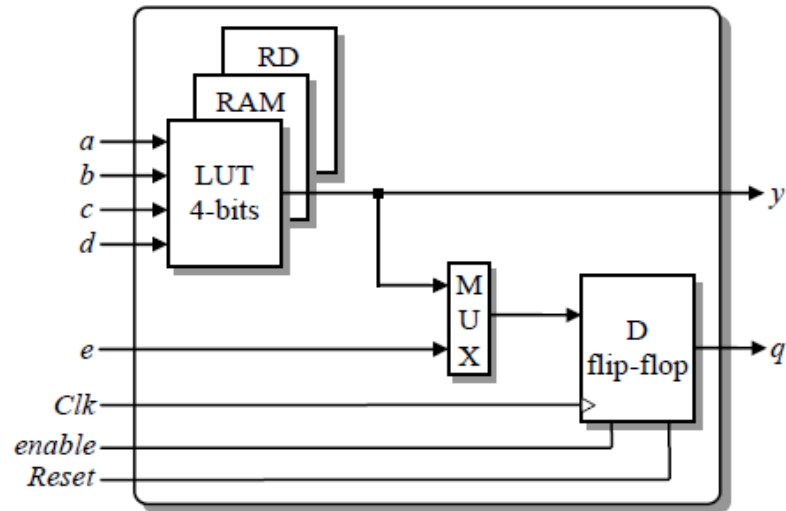 RD
RAM
LUT
4-bits
a
b
c
d
y
M
U
X
D
flip-flop
e
q
Clk
enable
Reset